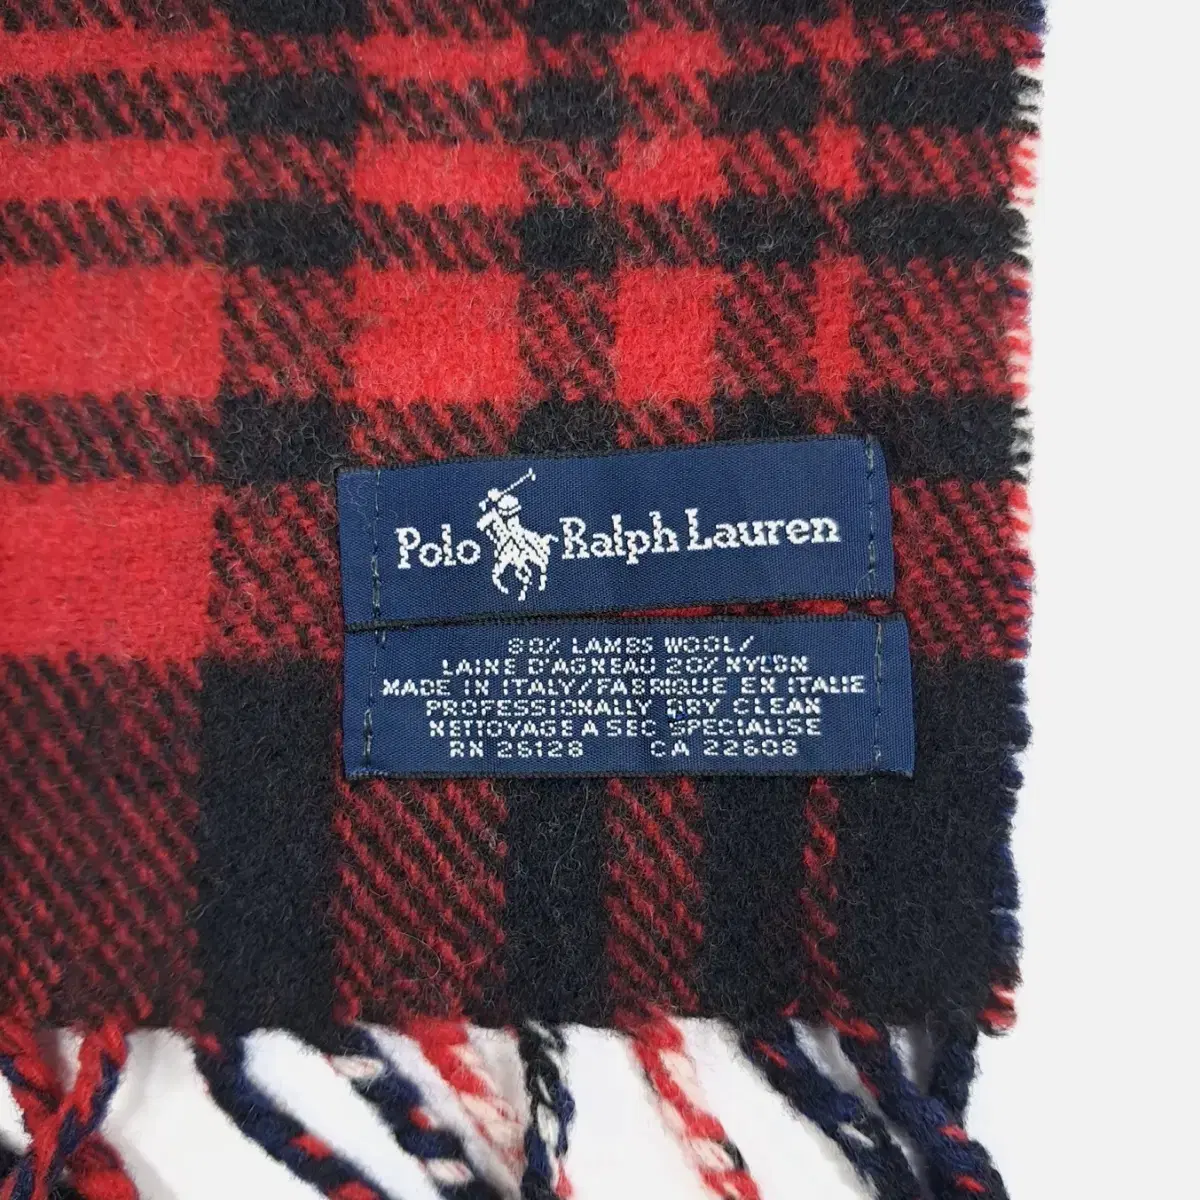 Polo Ralph Lauren
80% LAMBS WOOL/
LAINE D'AGNEAU 20% NYLON
MADE IN ITALY/FABRIQUE EN ITALIE
PROFESSIONALLY DRY CLEAN
NETTOYAGE A SEC SPECIALISE
RN 26128 CA 22608